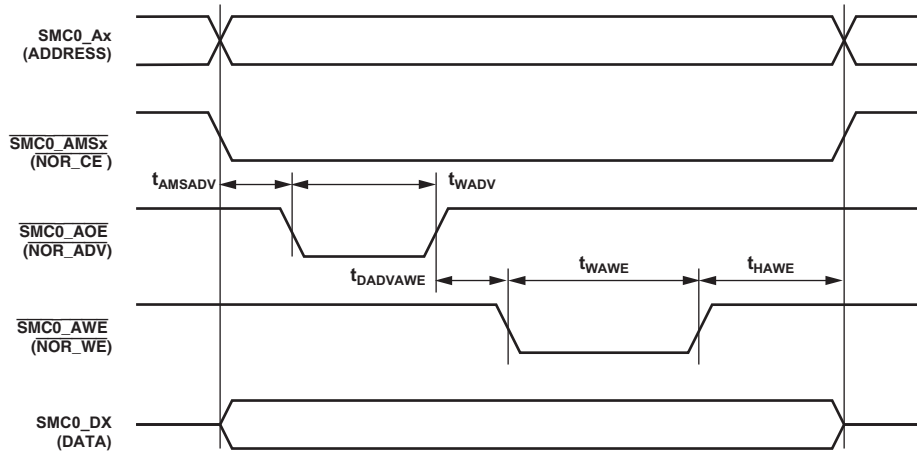 SMC0_Ax
(ADDRESS)
SMC0_AMSx
(NOR_CE)
tAMSADV
tWADV
SMC0_AOE
(NOR_ADV)
tDADVAWE
tWAWE
tHAWE
SMC0_AWE
(NOR_WE)
SMC0_DX
(DATA)